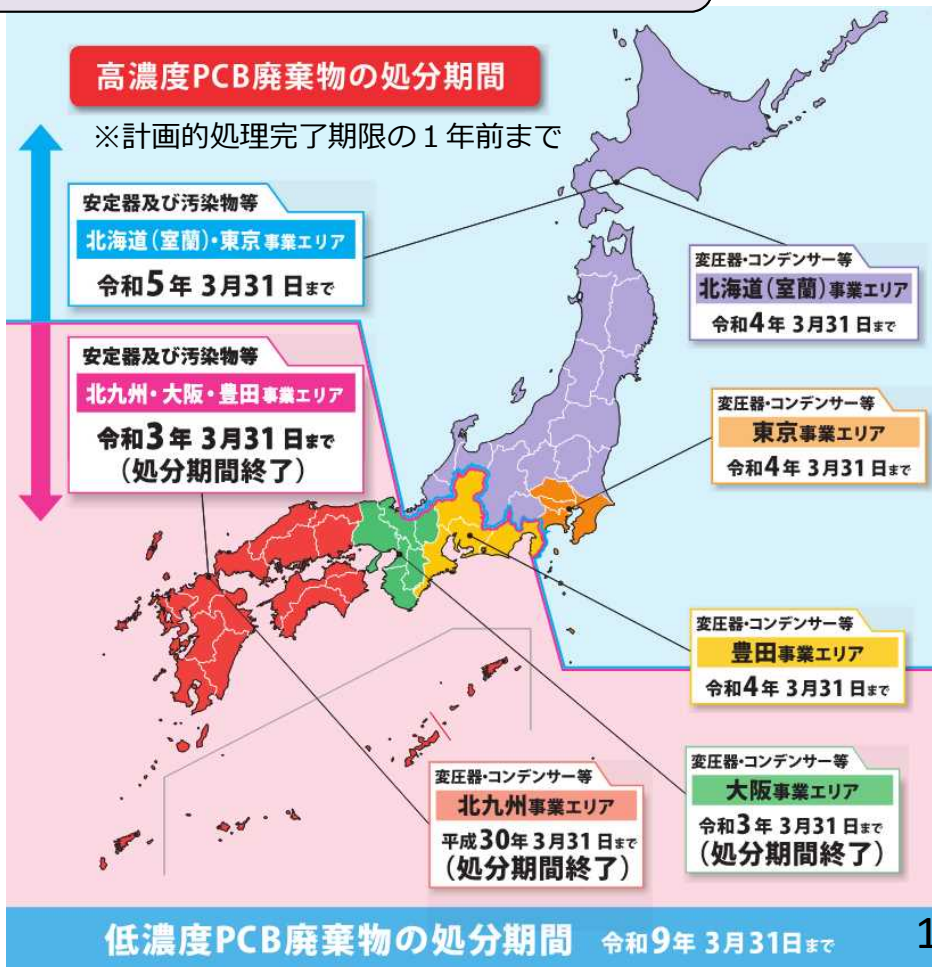 高濃度PCB廃棄物の処分期間
※計画的処理完了期限の１年前まで
安定器及び汚染物等
北海道(室蘭)・東京事業エリア
令和5年 3月31日まで
変圧器・コンデンサー等
北海道(室蘭)事業エリア
令和4年 3月31日まで
安定器及び汚染物等
北九州・大阪・豊田事業エリア
令和3年 3月31日まで
(処分期間終了)
変圧器・コンデンサー等
東京事業エリア
令和4年 3月31日まで
変圧器・コンデンサー等
豊田事業エリア
令和4年 3月31日まで
変圧器・コンデンサー等
北九州事業エリア
平成30年 3月31日まで
(処分期間終了)
変圧器・コンデンサー等
大阪事業エリア
令和3年 3月31日まで
(処分期間終了)
低濃度PCB廃棄物の処分期間 令和9年 3月31日まで
1